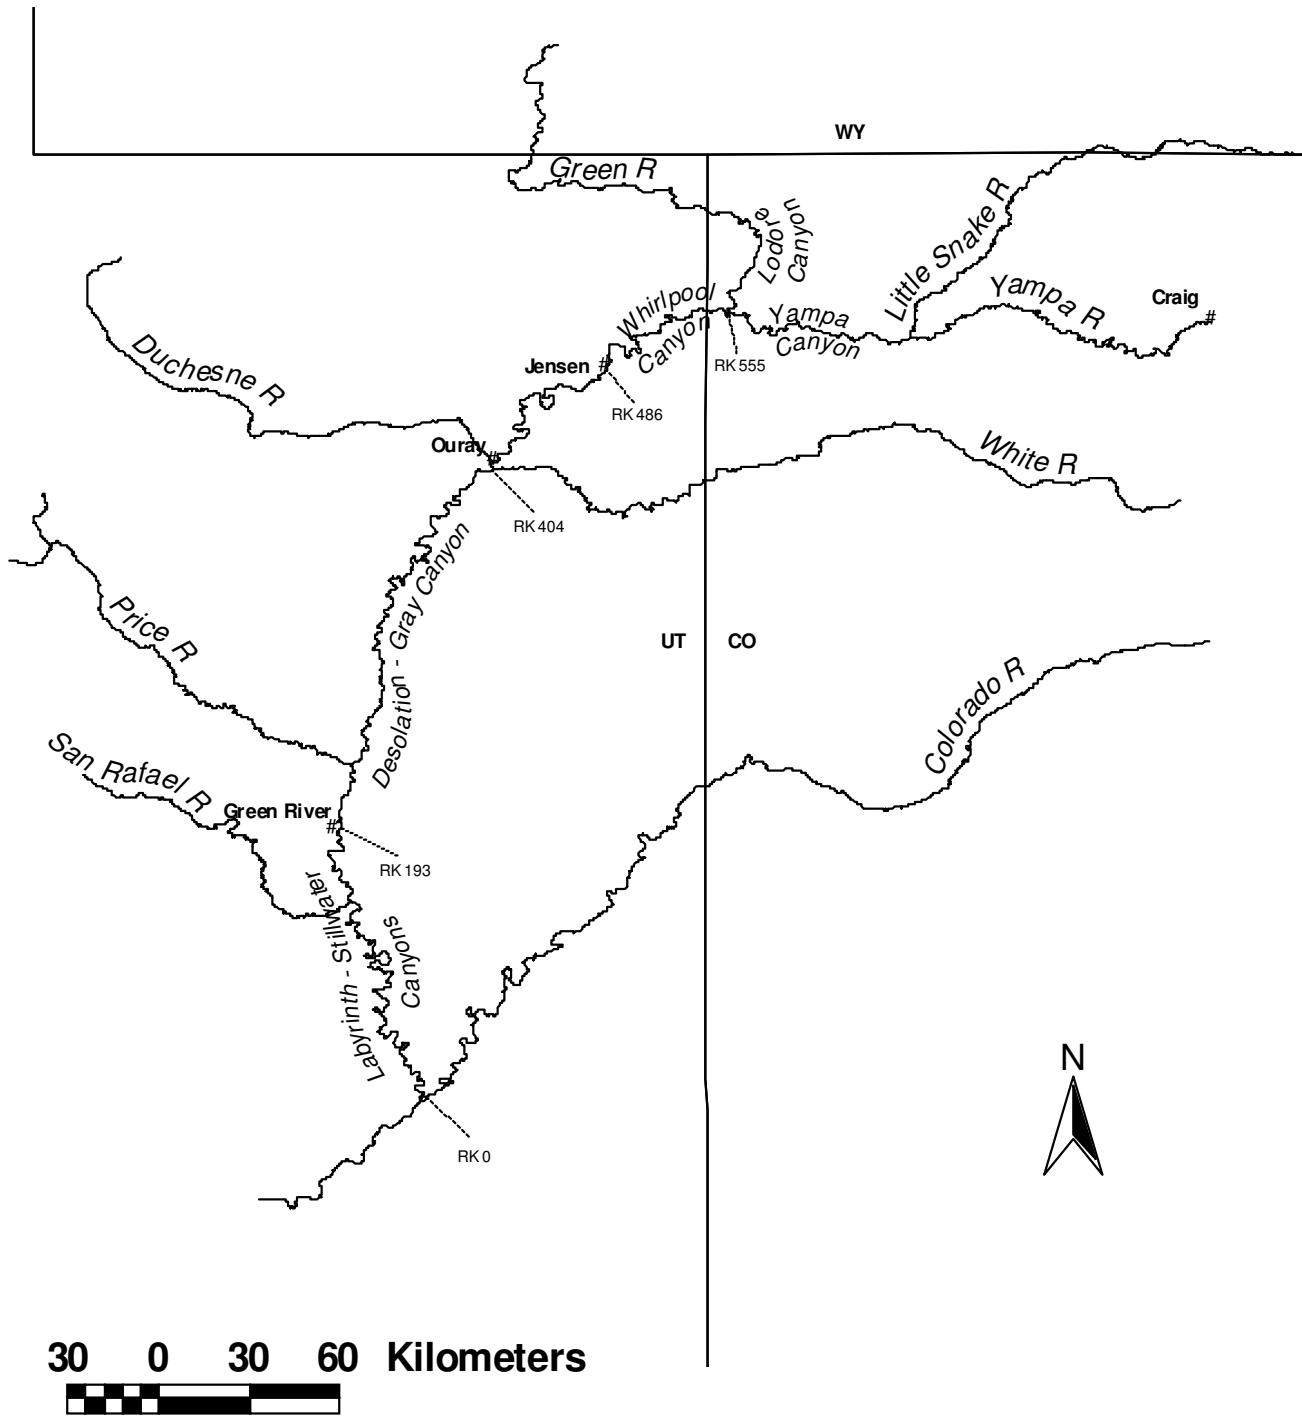 WY
Green R
Lodore
Canyon
Little Snake R
Whirlpool
Canyon
Yampa
Canyon
Yampa R
Craig
#
Jensen #
RK 555
RK 486
Duchesne R
Ouray
#
White R
RK 404
Desolation - Gray Canyon
Price R
UT
CO
Colorado R
San Rafael R
Green River
#
RK 193
Labyrinth - Stillwater
Canyons
N
RK 0
30 0 30 60 Kilometers